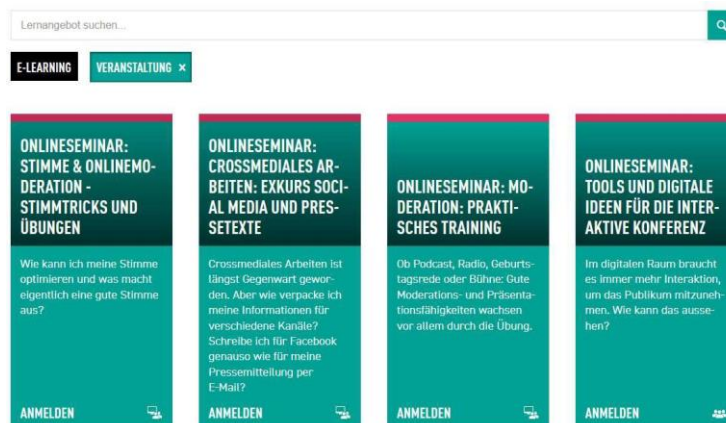 Lernangebot suchen...
E-LEARNING
VERANSTALTUNG ×
ONLINESEMINAR:
STIMME & ONLINEMO-
DERATION -
STIMMTRICKS UND
ÜBUNGEN
Wie kann ich meine Stimme
optimieren und was macht
eigentlich eine gute Stimme
aus?
ANMELDEN
ONLINESEMINAR:
CROSSMEDIALES AR-
BEITEN: EXKURS SOCI-
AL MEDIA UND PRES-
SETEXTE
Crossmediales Arbeiten ist
längst Gegenwart gewor-
den. Aber wie verpacke ich
meine Informationen für
verschiedene Kanäle?
Schreibe ich für Facebook
genauso wie für meine
Pressemitteilung per
E-Mail?
ANMELDEN
ONLINESEMINAR: MO-
DERATION: PRAKTI-
SCHES TRAINING
Ob Podcast, Radio, Geburts-
tagsrede oder Bühne: Gute
Moderations- und Präsenta-
tionsfähigkeiten wachsen
vor allem durch die Übung.
ANMELDEN
ONLINESEMINAR:
TOOLS UND DIGITALE
IDEEN FÜR DIE INTER-
AKTIVE KONFERENZ
Im digitalen Raum braucht
es immer mehr Interaktion,
um das Publikum mitzuneh-
men. Wie kann das ausse-
hen?
ANMELDEN